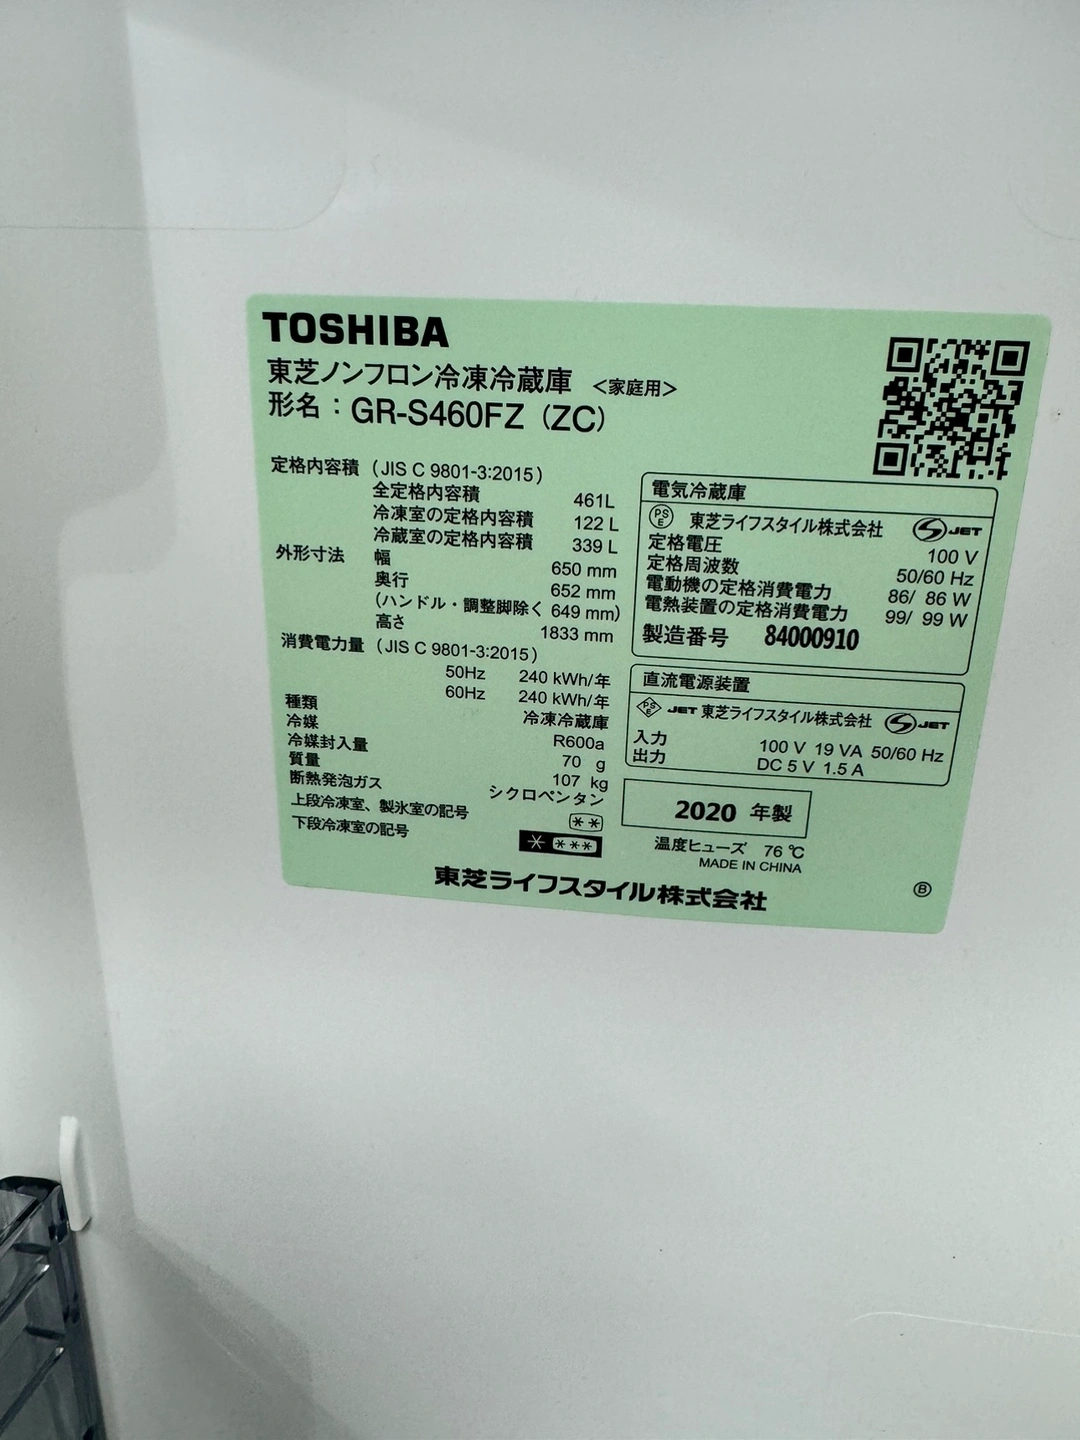 TOSHIBA
東芝ノンフロン冷凍冷蔵庫 <家庭用>
形名：GR-S460FZ (ZC)
定格内容積 (JIS C 9801-3:2015)
全定格内容積 461L
冷凍室の定格内容積 122 L
冷蔵室の定格内容積 339 L
外形寸法 幅 650 mm
奥行 652 mm
(ハンドル・調整脚除く 649 mm)
高さ 1833 mm
消費電力量 (JIS C 9801-3:2015)
50Hz 240 kWh/年
60Hz 240 kWh/年
種類 冷凍冷蔵庫
冷媒 R600a
冷媒封入量 70 g
質量 107 kg
断熱発泡ガス シクロペンタン
上段冷凍室、製氷室の記号 **
下段冷凍室の記号 * ***
電気冷蔵庫
PSE 東芝ライフスタイル株式会社 S JET
定格電圧 100 V
定格周波数 50/60 Hz
電動機の定格消費電力 86/ 86 W
電熱装置の定格消費電力 99/ 99 W
製造番号 84000910
直流電源装置
PSE JET 東芝ライフスタイル株式会社 S JET
入力 100 V 19 VA 50/60 Hz
出力 DC 5 V 1.5 A
2020 年製
温度ヒューズ 76 ℃
MADE IN CHINA
東芝ライフスタイル株式会社
Ⓑ